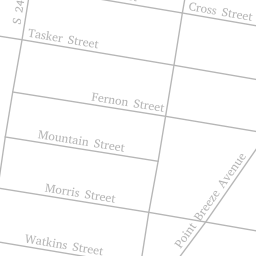 Cross Street
S 24
Tasker Street
Fernon Street
Mountain Street
Point Breeze Avenue
Morris Street
Watkins Street